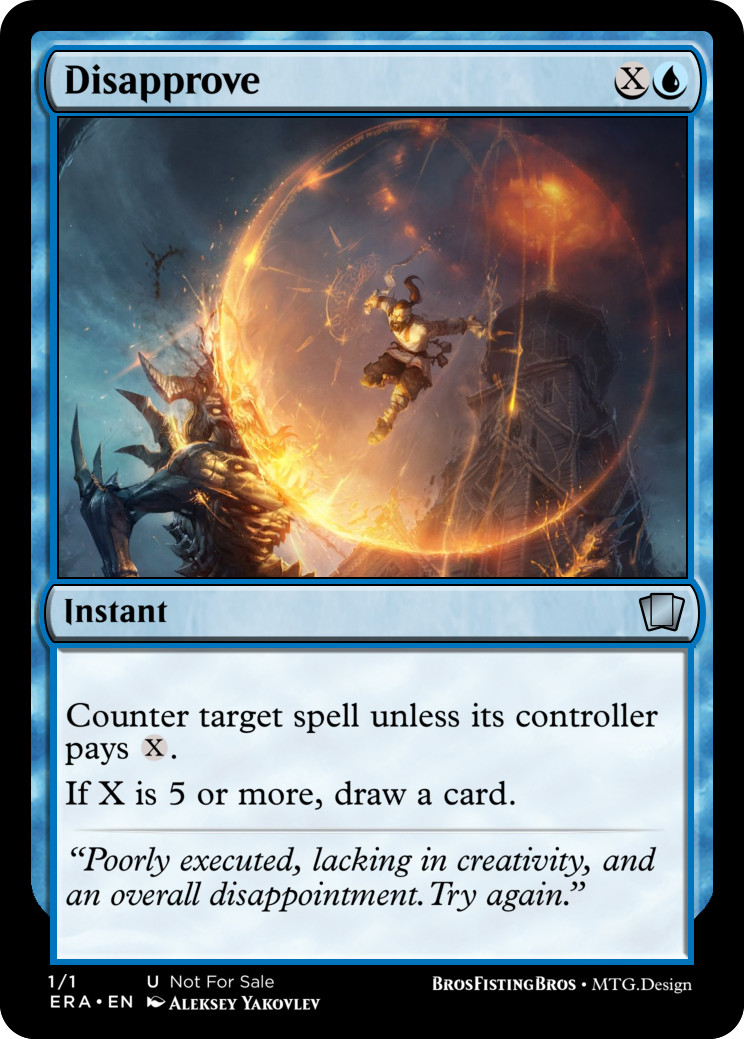 Disapprove X
Instant
Counter target spell unless its controller
pays X.
If X is 5 or more, draw a card.
“Poorly executed, lacking in creativity, and
an overall disappointment. Try again.”
1/1 U Not For Sale BrosFistingBros • MTG.Design
ERA • EN Aleksey Yakovlev